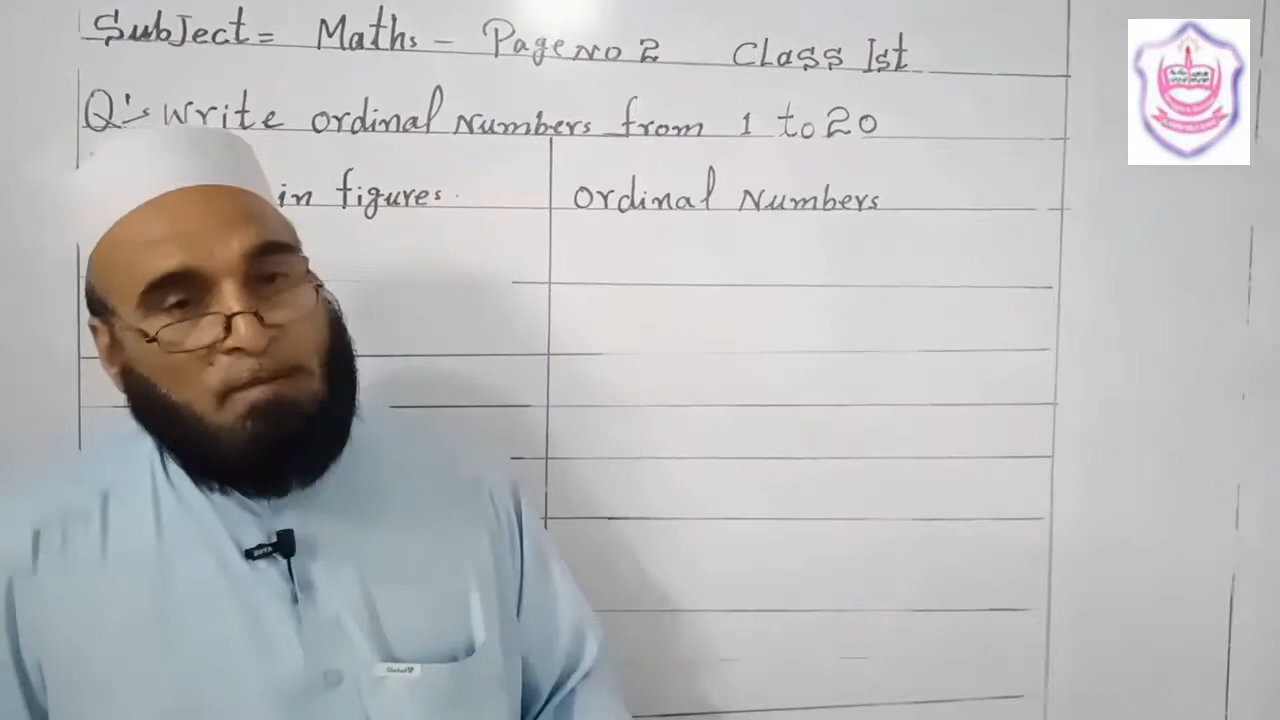 Subject = Maths - Page No 2 Class Ist
Q's Write ordinal Numbers from 1 to 20
in figures. Ordinal Numbers